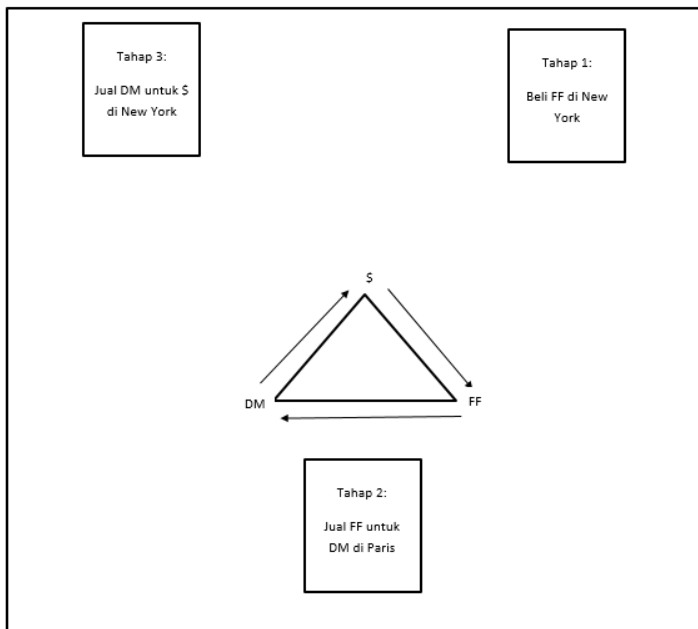 Tahap 3:
Jual DM untuk $
di New York
Tahap 1:
Beli FF di New
York
$
DM
FF
Tahap 2:
Jual FF untuk
DM di Paris